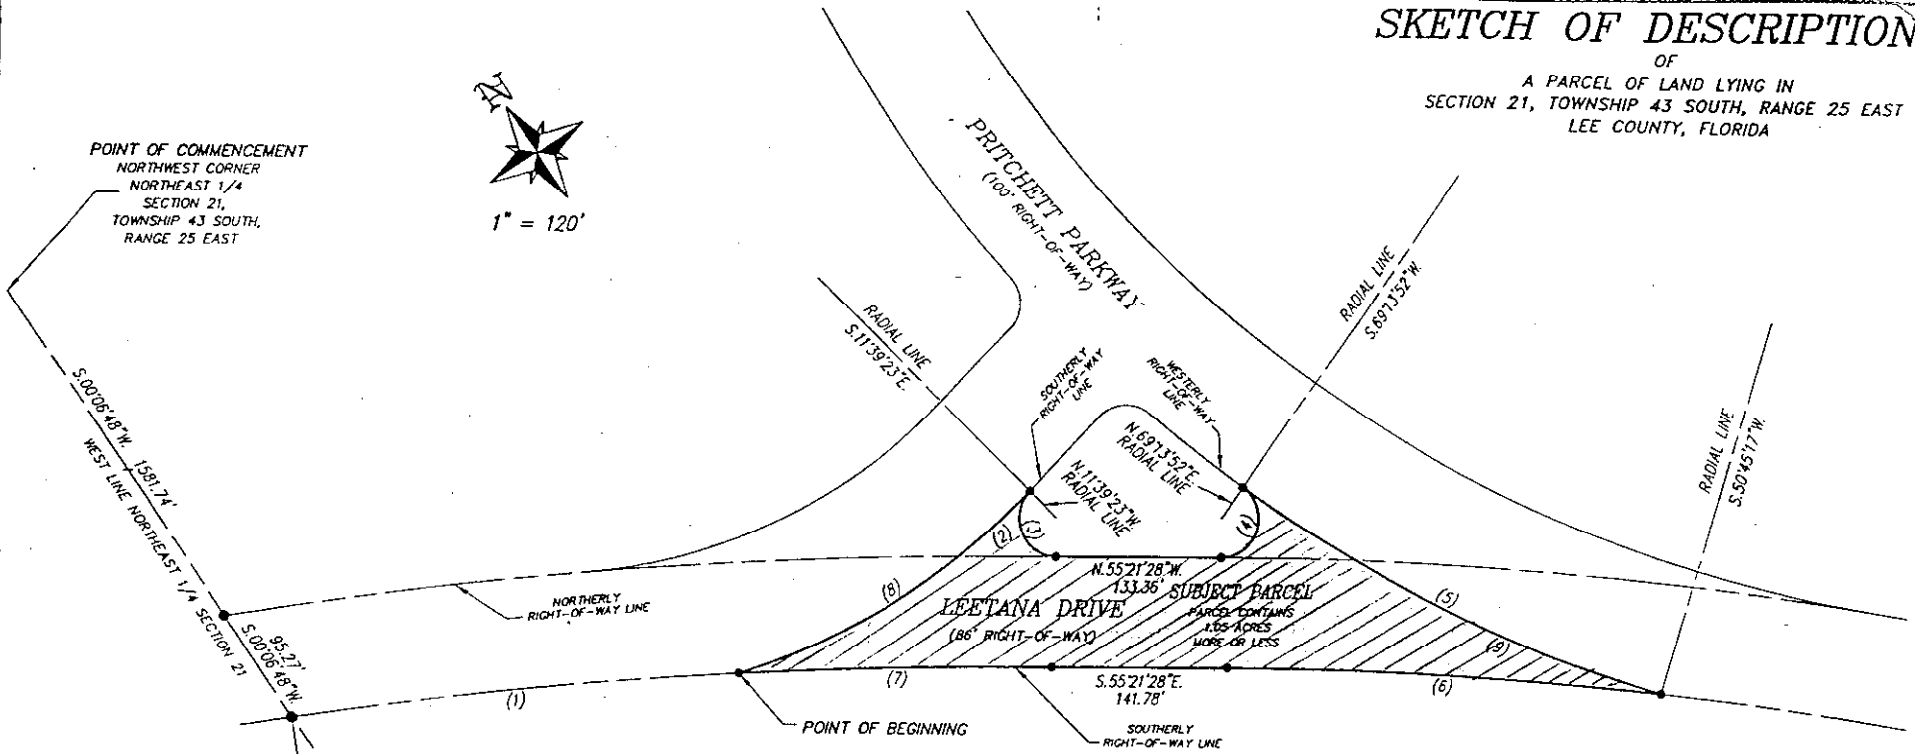 SKETCH OF DESCRIPTION
OF
A PARCEL OF LAND LYING IN
SECTION 21, TOWNSHIP 43 SOUTH, RANGE 25 EAST
LEE COUNTY, FLORIDA
N
1" = 120'
POINT OF COMMENCEMENT
NORTHWEST CORNER
NORTHEAST 1/4
SECTION 21,
TOWNSHIP 43 SOUTH,
RANGE 25 EAST
PRITCHETT PARKWAY
(100' RIGHT-OF-WAY)
RADIAL LINE
S.11°39'23"E.
RADIAL LINE
S.69°13'52"W.
RADIAL LINE
S.50°45'17"W.
SOUTHERLY
RIGHT-OF-WAY
LINE
WESTERLY
RIGHT-OF-WAY
LINE
N.69°13'52"E.
RADIAL LINE
N.11°39'23"W.
RADIAL LINE
S.00°06'48"W. 1581.74'
WEST LINE NORTHEAST 1/4 SECTION 21
95.27'
S.00°06'48"W.
NORTHERLY
RIGHT-OF-WAY LINE
(1)
(2)
(3)
(4)
(5)
(6)
(7)
(8)
(9)
N.55°21'28"W.
133.36'
SUBJECT PARCEL
PARCEL CONTAINS
1.05 ACRES
MORE OR LESS
LEETANA DRIVE
(86' RIGHT-OF-WAY)
S.55°21'28"E.
141.78'
POINT OF BEGINNING
SOUTHERLY
RIGHT-OF-WAY LINE